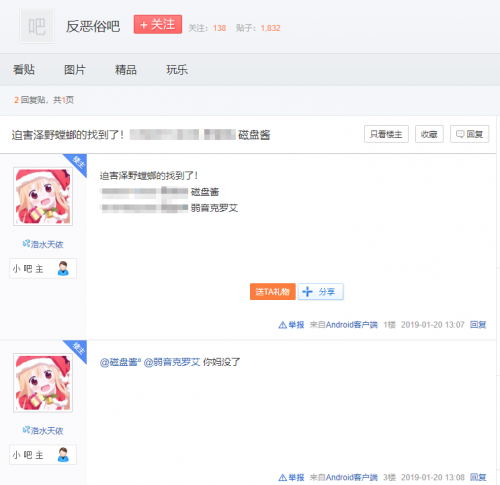 吧
反恶俗吧
+ 关注
关注：138 贴子：1,832
看贴 图片 精品 玩乐
2 回复贴，共1页
迫害泽野螳螂的找到了！ 磁盘酱
只看楼主 收藏 回复
楼主
迫害泽野螳螂的找到了！
磁盘酱
弱音克罗艾
洛水天依
小吧主
送TA礼物 分享
举报 来自Android客户端 1楼 2019-01-20 13:07 回复
楼主
@磁盘酱° @弱音克罗艾 你妈没了
洛水天依
小吧主
举报 来自Android客户端 3楼 2019-01-20 13:08 回复